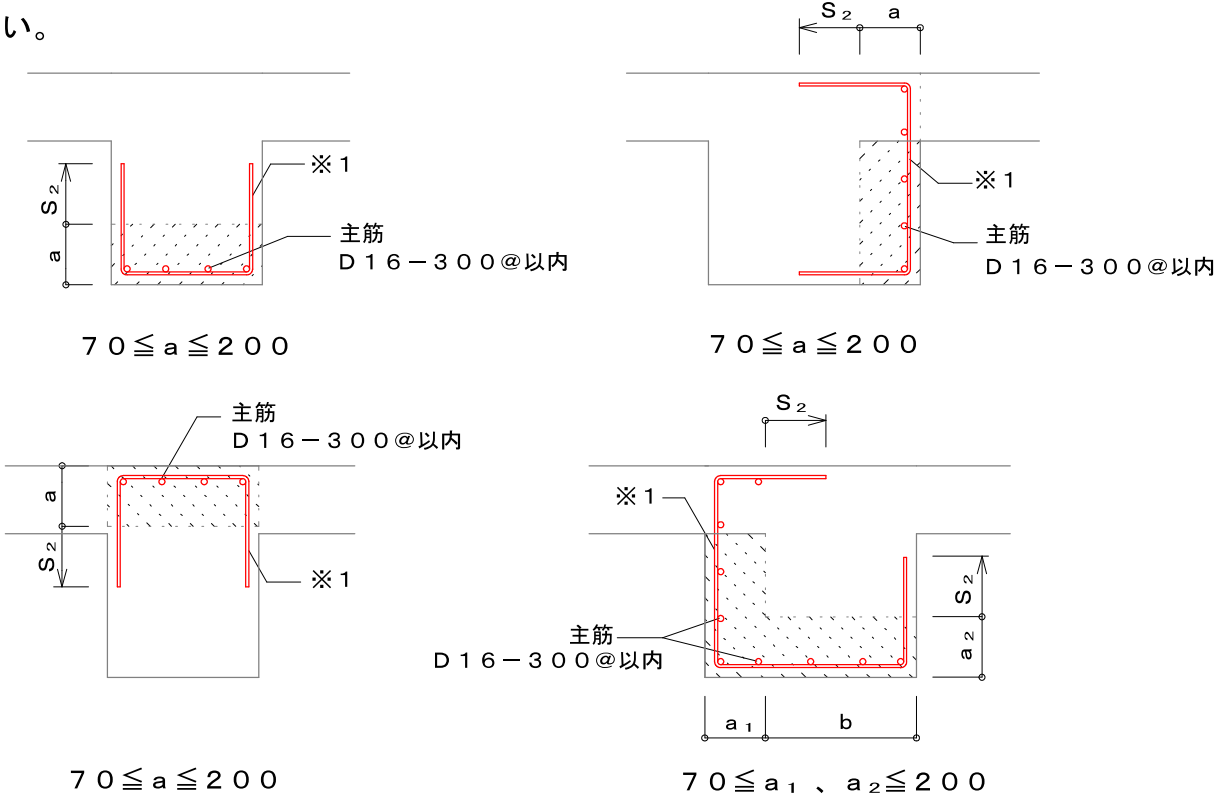 い。
S₂
a
※1
主筋
D16－300@以内
70≦a≦200
S₂ a
※1
主筋
D16－300@以内
70≦a≦200
a
S₂
主筋
D16－300@以内
※1
70≦a≦200
S₂
※1
主筋
D16－300@以内
S₂
a₂
a₁ b
70≦a₁、a₂≦200